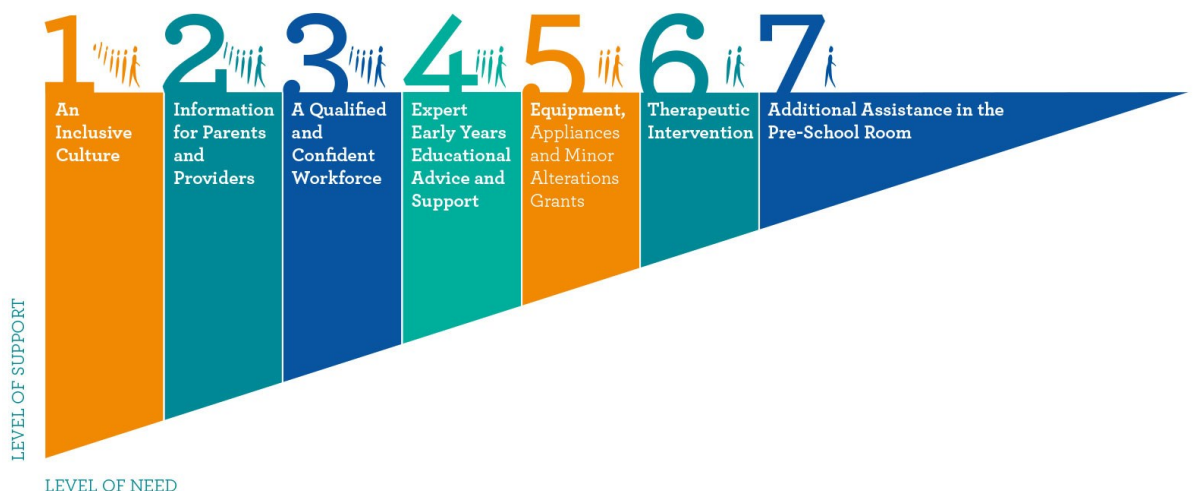 1
An
Inclusive
Culture
2
Information
for Parents
and
Providers
3
A Qualified
and
Confident
Workforce
4
Expert
Early Years
Educational
Advice and
Support
5
Equipment,
Appliances
and Minor
Alterations
Grants
6
Therapeutic
Intervention
7
Additional Assistance in the
Pre-School Room
LEVEL OF SUPPORT
LEVEL OF NEED